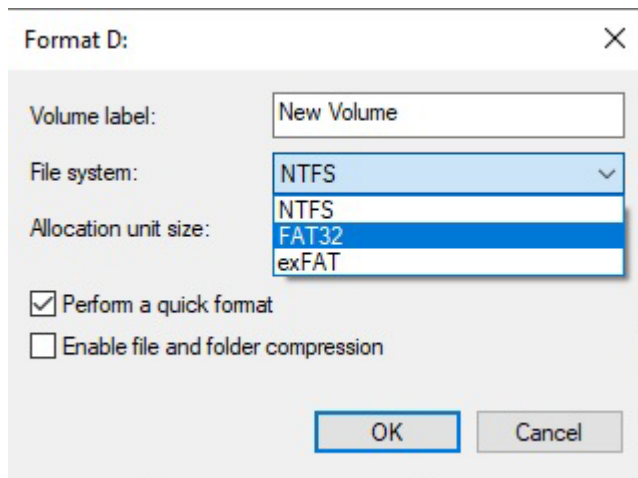 Format D:
Volume label: New Volume
File system: NTFS
NTFS
Allocation unit size: FAT32
exFAT
Perform a quick format
Enable file and folder compression
OK Cancel